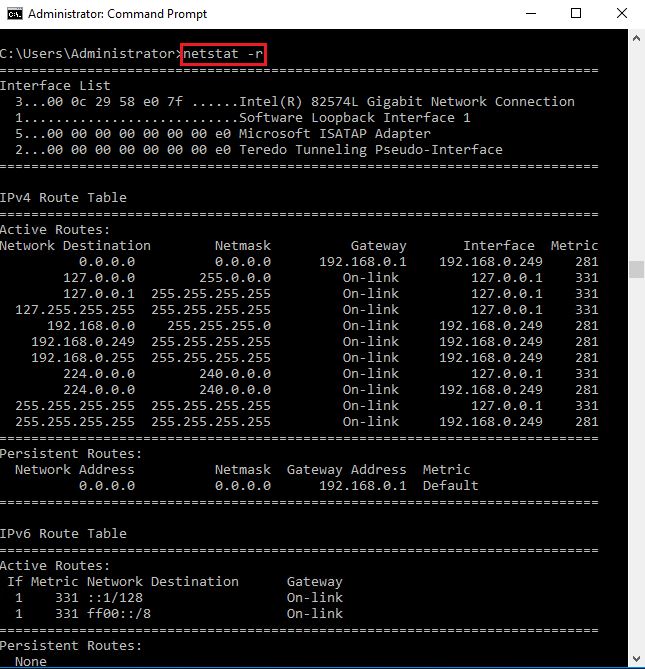 Administrator: Command Prompt
C:\Users\Administrator>netstat -r
===========================================================================
Interface List
  3...00 0c 29 58 e0 7f ......Intel(R) 82574L Gigabit Network Connection
  1...........................Software Loopback Interface 1
  5...00 00 00 00 00 00 00 e0 Microsoft ISATAP Adapter
  2...00 00 00 00 00 00 00 e0 Teredo Tunneling Pseudo-Interface
===========================================================================
IPv4 Route Table
===========================================================================
Active Routes:
Network Destination        Netmask          Gateway       Interface  Metric
          0.0.0.0          0.0.0.0      192.168.0.1    192.168.0.249    281
        127.0.0.0        255.0.0.0         On-link         127.0.0.1    331
        127.0.0.1  255.255.255.255         On-link         127.0.0.1    331
  127.255.255.255  255.255.255.255         On-link         127.0.0.1    331
      192.168.0.0    255.255.255.0         On-link     192.168.0.249    281
    192.168.0.249  255.255.255.255         On-link     192.168.0.249    281
    192.168.0.255  255.255.255.255         On-link     192.168.0.249    281
        224.0.0.0        240.0.0.0         On-link         127.0.0.1    331
        224.0.0.0        240.0.0.0         On-link     192.168.0.249    281
  255.255.255.255  255.255.255.255         On-link         127.0.0.1    331
  255.255.255.255  255.255.255.255         On-link     192.168.0.249    281
===========================================================================
Persistent Routes:
  Network Address          Netmask  Gateway Address  Metric
          0.0.0.0          0.0.0.0      192.168.0.1  Default
===========================================================================
IPv6 Route Table
===========================================================================
Active Routes:
 If Metric Network Destination      Gateway
  1    331 ::1/128                  On-link
  1    331 ff00::/8                 On-link
===========================================================================
Persistent Routes:
  None